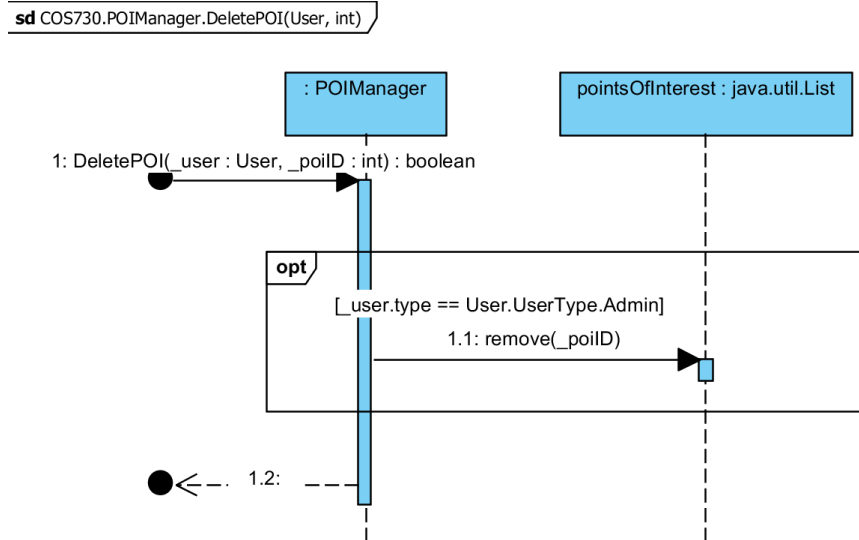 sd COS730.POIManager.DeletePOI(User, int)
: POIManager
pointsOfInterest : java.util.List
1: DeletePOI(_user : User, _poiID : int) : boolean
opt
[_user.type == User.UserType.Admin]
1.1: remove(_poiID)
1.2: